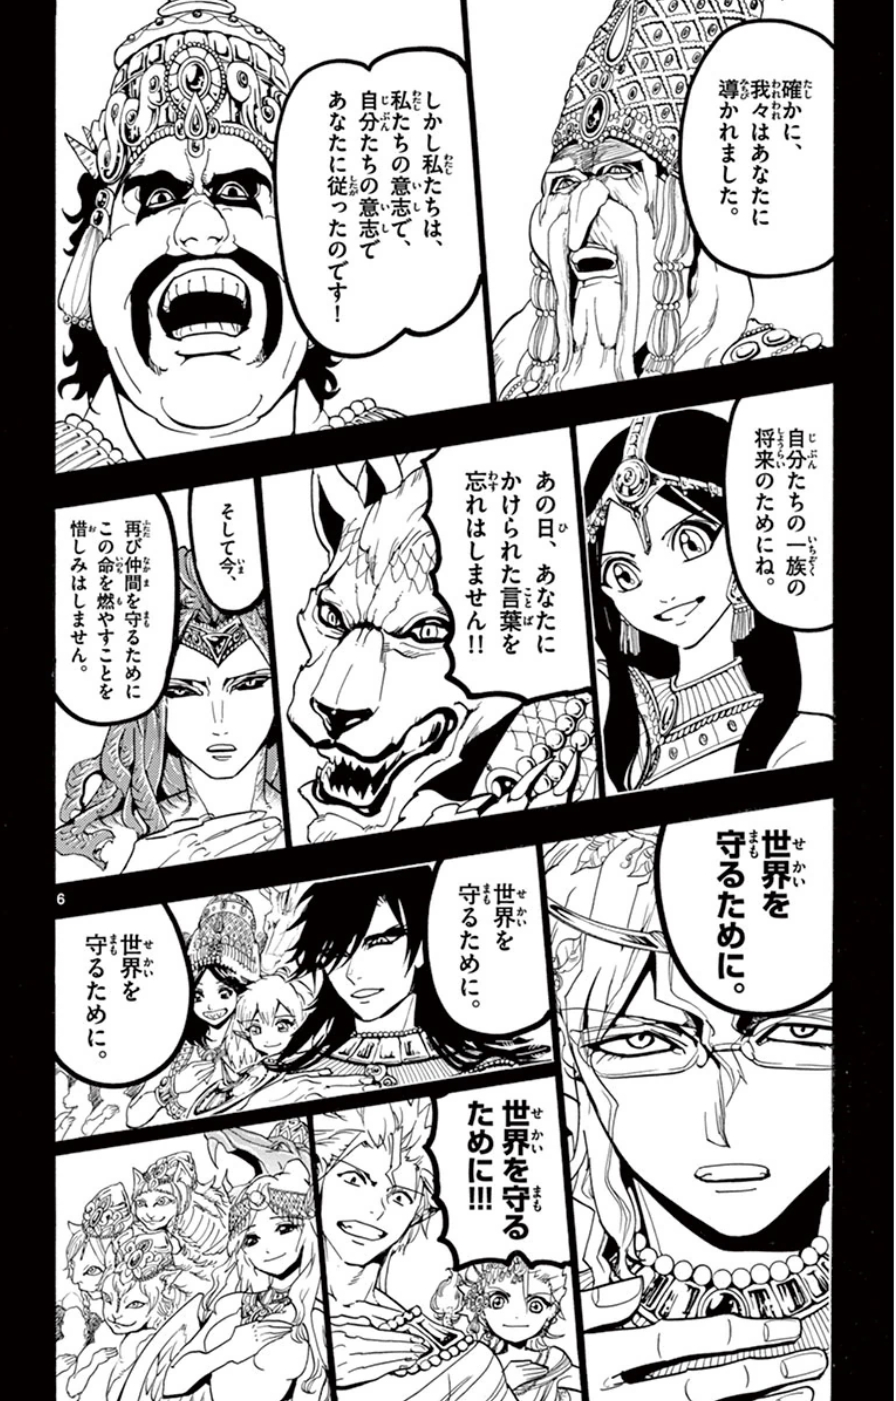 確かに、
我々はあなたに
導かれました。
しかし私たちは、
私たちの意志で、
自分たちの意志で
あなたに従ったのです!
自分たちの一族の
将来のためにね。
あの日、あなたに
かけられた言葉を
忘れはしません!!
そして今、
再び仲間を守るために
この命を燃やすことを
惜しみはしません。
世界を
守るために。
世界を
守るために。
世界を
守るために。
世界を守る
ために!!!
6